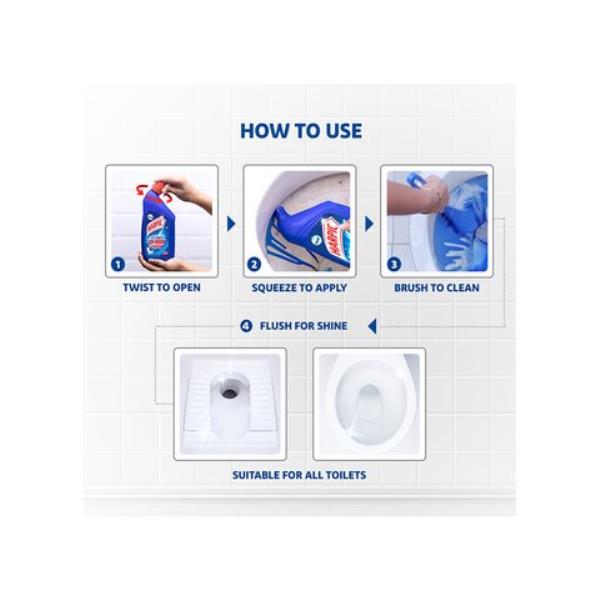 HOW TO USE
HARPIC
1
TWIST TO OPEN
HARPIC
2
SQUEEZE TO APPLY
3
BRUSH TO CLEAN
4 FLUSH FOR SHINE
SUITABLE FOR ALL TOILETS